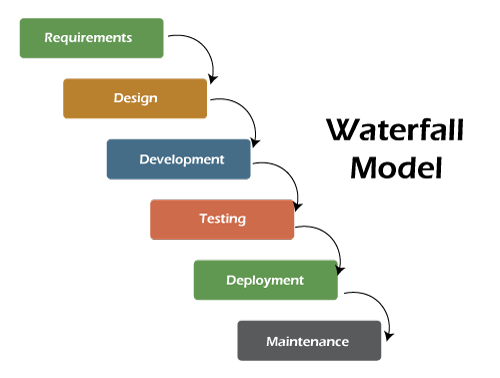 Requirements
Design
Development
Testing
Deployment
Maintenance
Waterfall
Model